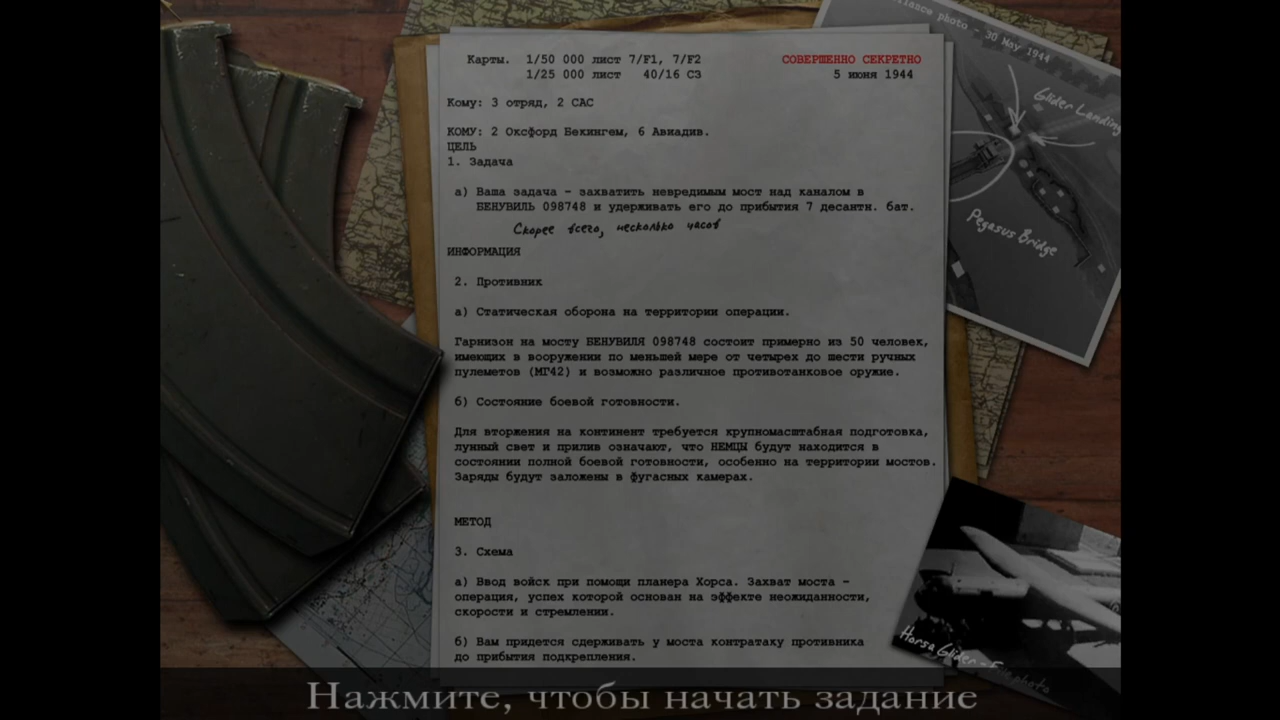 llance photo - 30 May 1944
Карты. 1/50 000 лист 7/F1, 7/F2
СОВЕРШЕННО СЕКРЕТНО
1/25 000 лист 40/16 СЗ
5 июня 1944
Glider Landing
Кому: 3 отряд, 2 САС
КОМУ: 2 Оксфорд Бекингем, 6 Авиадив.
ЦЕЛЬ
1. Задача
а) Ваша задача - захватить невредимым мост над каналом в
БЕНУВИЛЬ 098748 и удерживать его до прибытия 7 десантн. бат.
Скорее всего, несколько часов
Pegasus Bridge
ИНФОРМАЦИЯ
2. Противник
а) Статическая оборона на территории операции.
Гарнизон на мосту БЕНУВИЛЯ 098748 состоит примерно из 50 человек,
имеющих в вооружении по меньшей мере от четырех до шести ручных
пулеметов (МГ42) и возможно различное противотанковое оружие.
б) Состояние боевой готовности.
Для вторжения на континент требуется крупномасштабная подготовка,
лунный свет и прилив означают, что НЕМЦЫ будут находится в
состоянии полной боевой готовности, особенно на территории мостов.
Заряды будут заложены в фугасных камерах.
МЕТОД
3. Схема
а) Ввод войск при помощи планера Хорса. Захват моста -
операция, успех которой основан на эффекте неожиданности,
скорости и стремлении.
б) Вам придется сдерживать у моста контратаку противника
до прибытия подкрепления.
Horsa Glider - File photo
Нажмите, чтобы начать задание